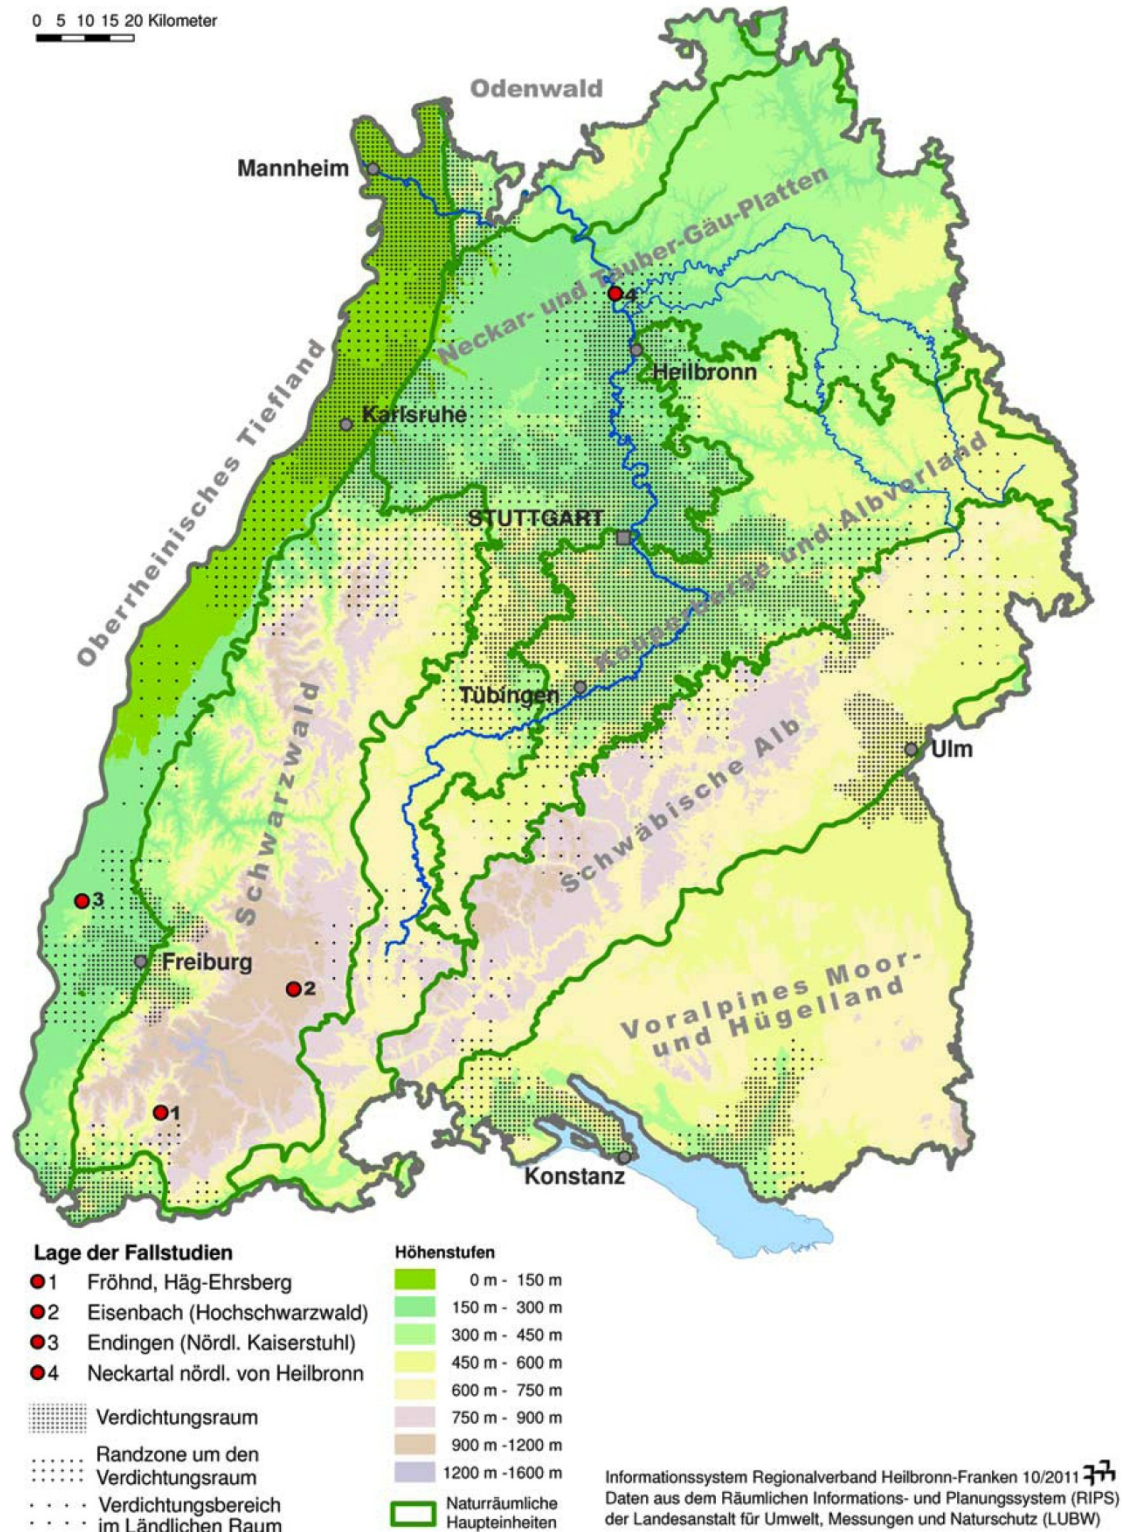 0 5 10 15 20 Kilometer
Odenwald
Mannheim
Neckar- und Tauber-Gäu-Platten
4
Heilbronn
Oberrheinisches Tiefland
Karlsruhe
STUTTGART
Keuperberge und Albvorland
Tübingen
Schwarzwald
Schwäbische Alb
Ulm
3
Freiburg
2
Voralpines Moor-
und Hügelland
1
Konstanz
Lage der Fallstudien
1 Fröhnd, Häg-Ehrsberg
2 Eisenbach (Hochschwarzwald)
3 Endingen (Nördl. Kaiserstuhl)
4 Neckartal nördl. von Heilbronn
Verdichtungsraum
Randzone um den
Verdichtungsraum
Verdichtungsbereich
im Ländlichen Raum
Höhenstufen
0 m - 150 m
150 m - 300 m
300 m - 450 m
450 m - 600 m
600 m - 750 m
750 m - 900 m
900 m -1200 m
1200 m -1600 m
Naturräumliche
Haupteinheiten
Informationssystem Regionalverband Heilbronn-Franken 10/2011
Daten aus dem Räumlichen Informations- und Planungssystem (RIPS)
der Landesanstalt für Umwelt, Messungen und Naturschutz (LUBW)